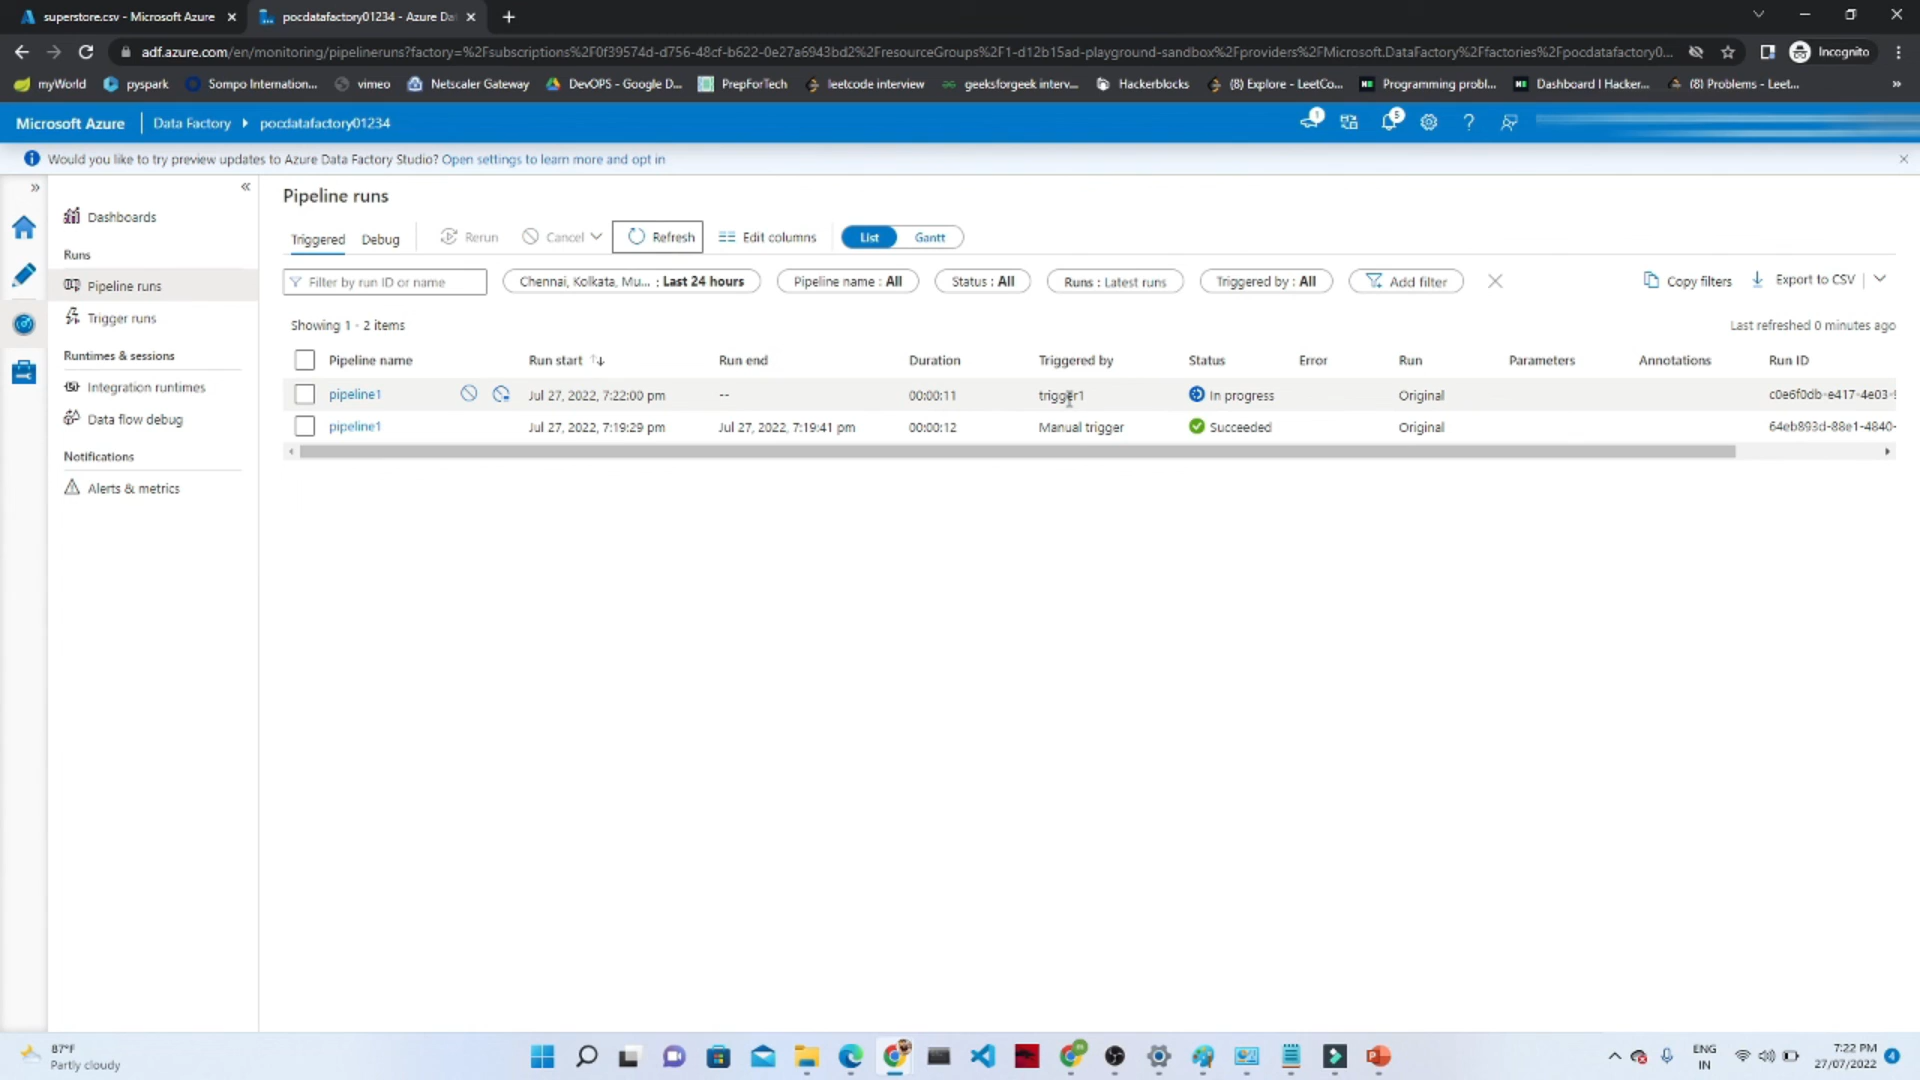 superstore.csv - Microsoft Azure
pocdatafactory01234 - Azure Da
adf.azure.com/en/monitoring/pipelineruns?factory=%2Fsubscriptions%2F0f39574d-d756-48cf-b622-0e27a6943bd2%2FresourceGroups%2F1-d12b15ad-playground-sandbox%2Fproviders%2FMicrosoft.DataFactory%2Ffactories%2Fpocdatafactory0...
Incognito
myWorld
pyspark
Sompo Internation...
vimeo
Netscaler Gateway
DevOPS - Google D...
PrepForTech
leetcode interview
geeksforgeek interv...
Hackerblocks
(8) Explore - LeetCo...
Programming probl...
Dashboard | Hacker...
(8) Problems - Leet...
»
Microsoft Azure
Data Factory
pocdatafactory01234
1
5
?
Would you like to try preview updates to Azure Data Factory Studio? Open settings to learn more and opt in
»
«
Dashboards
Runs
Pipeline runs
Trigger runs
Runtimes & sessions
Integration runtimes
Data flow debug
Notifications
Alerts & metrics
Pipeline runs
Triggered
Debug
Rerun
Cancel
Refresh
Edit columns
List
Gantt
Filter by run ID or name
Chennai, Kolkata, Mu... : Last 24 hours
Pipeline name : All
Status : All
Runs : Latest runs
Triggered by : All
Add filter
Copy filters
Export to CSV
Showing 1 - 2 items
Last refreshed 0 minutes ago
Pipeline name Run start Run end Duration Triggered by Status Error Run Parameters Annotations Run ID
pipeline1 Jul 27, 2022, 7:22:00 pm -- 00:00:11 trigger1 In progress Original c0e6f0db-e417-4e03-
pipeline1 Jul 27, 2022, 7:19:29 pm Jul 27, 2022, 7:19:41 pm 00:00:12 Manual trigger Succeeded Original 64eb893d-88e1-4840-
87°F
Partly cloudy
ENG
IN
7:22 PM
27/07/2022
4